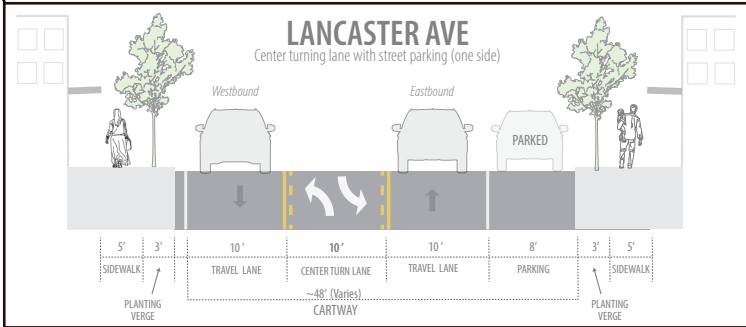 LANCASTER AVE
Center turning lane with street parking (one side)
Westbound
Eastbound
PARKED
5'
3'
10'
10'
10'
8'
3'
5'
SIDEWALK
TRAVEL LANE
CENTER TURN LANE
TRAVEL LANE
PARKING
SIDEWALK
PLANTING
VERGE
~48' (Varies)
CARTWAY
PLANTING
VERGE